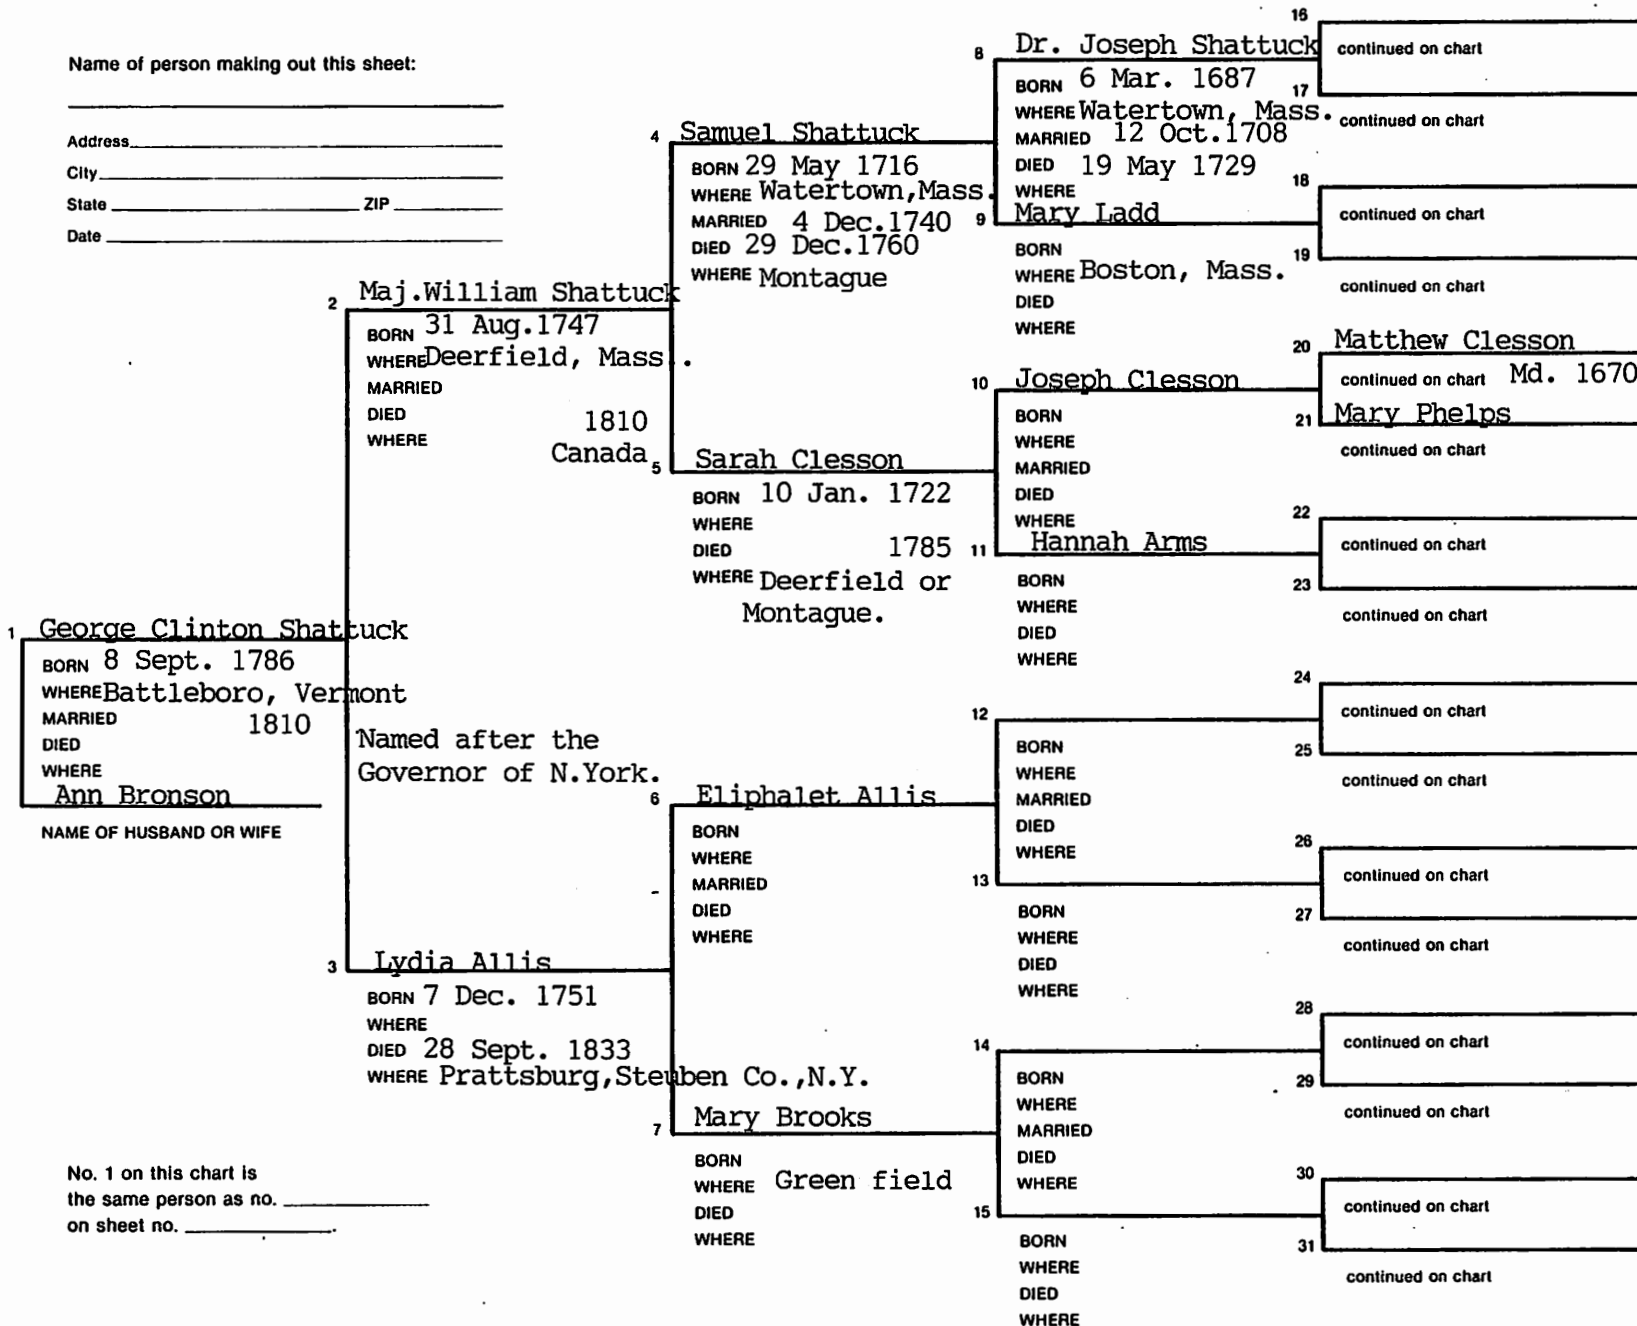 Name of person making out this sheet:
Address
City
State ZIP
Date
1 George Clinton Shattuck
BORN 8 Sept. 1786
WHERE Battleboro, Vermont
MARRIED 1810
DIED
WHERE
Ann Bronson
NAME OF HUSBAND OR WIFE
Named after the
Governor of N.York.
No. 1 on this chart is
the same person as no.
on sheet no. .
2 Maj.William Shattuck
BORN 31 Aug.1747
WHERE Deerfield, Mass.
MARRIED
DIED 1810
WHERE Canada
3 Lydia Allis
BORN 7 Dec. 1751
WHERE
DIED 28 Sept. 1833
WHERE Prattsburg,Steuben Co.,N.Y.
4 Samuel Shattuck
BORN 29 May 1716
WHERE Watertown,Mass.
MARRIED 4 Dec.1740
DIED 29 Dec.1760
WHERE Montague
5 Sarah Clesson
BORN 10 Jan. 1722
WHERE
DIED 1785
WHERE Deerfield or
Montague.
6 Eliphalet Allis
BORN
WHERE
MARRIED
DIED
WHERE
7 Mary Brooks
BORN
WHERE Green field
DIED
WHERE
8 Dr. Joseph Shattuck
BORN 6 Mar. 1687
WHERE Watertown, Mass.
MARRIED 12 Oct.1708
DIED 19 May 1729
WHERE
9 Mary Ladd
BORN
WHERE Boston, Mass.
DIED
WHERE
10 Joseph Clesson
BORN
WHERE
MARRIED
DIED
WHERE
11 Hannah Arms
BORN
WHERE
DIED
WHERE
12
BORN
WHERE
MARRIED
DIED
WHERE
13
BORN
WHERE
DIED
WHERE
14
BORN
WHERE
MARRIED
DIED
WHERE
15
BORN
WHERE
DIED
WHERE
16
continued on chart
17
continued on chart
18
continued on chart
19
continued on chart
20 Matthew Clesson
continued on chart Md. 1670
21 Mary Phelps
continued on chart
22
continued on chart
23
continued on chart
24
continued on chart
25
continued on chart
26
continued on chart
27
continued on chart
28
continued on chart
29
continued on chart
30
continued on chart
31
continued on chart